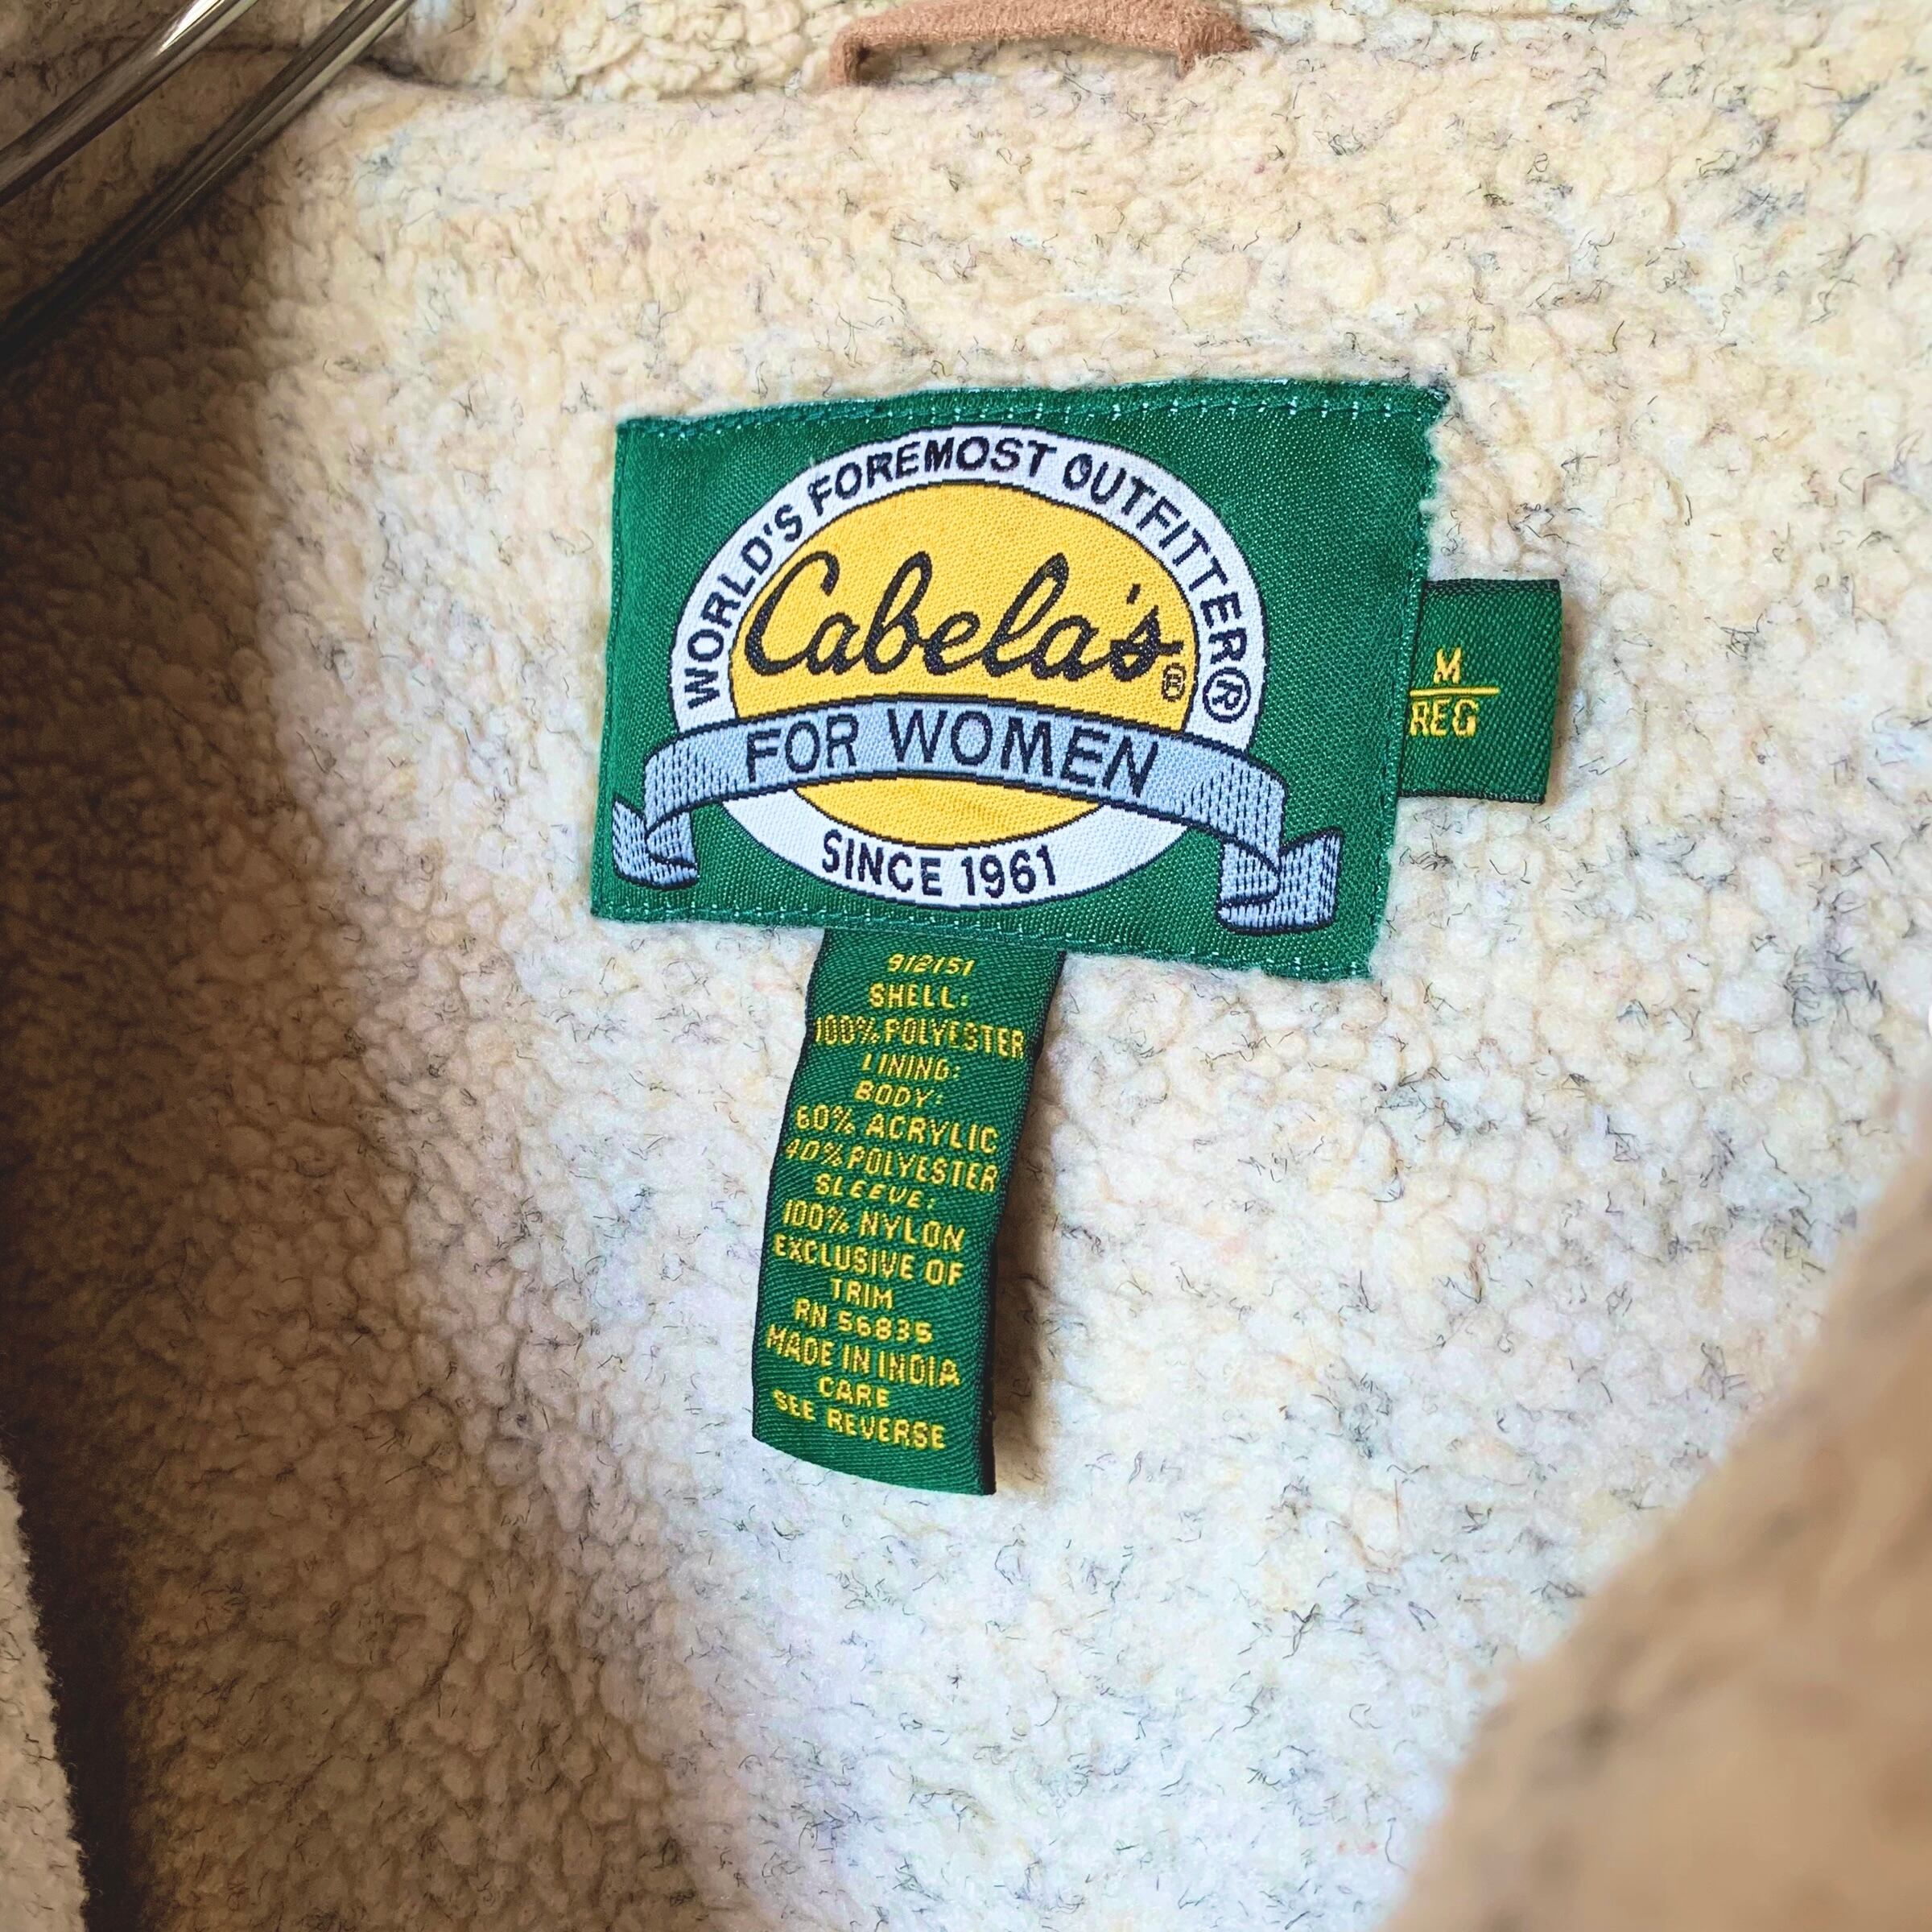 WORLD'S FOREMOST OUTFITTER®
Cabela's®
FOR WOMEN
SINCE 1961
M
REG
912151
SHELL:
100% POLYESTER
LINING:
BODY:
60% ACRYLIC
40% POLYESTER
SLEEVE:
100% NYLON
EXCLUSIVE OF
TRIM
RN 56835
MADE IN INDIA
CARE
SEE REVERSE